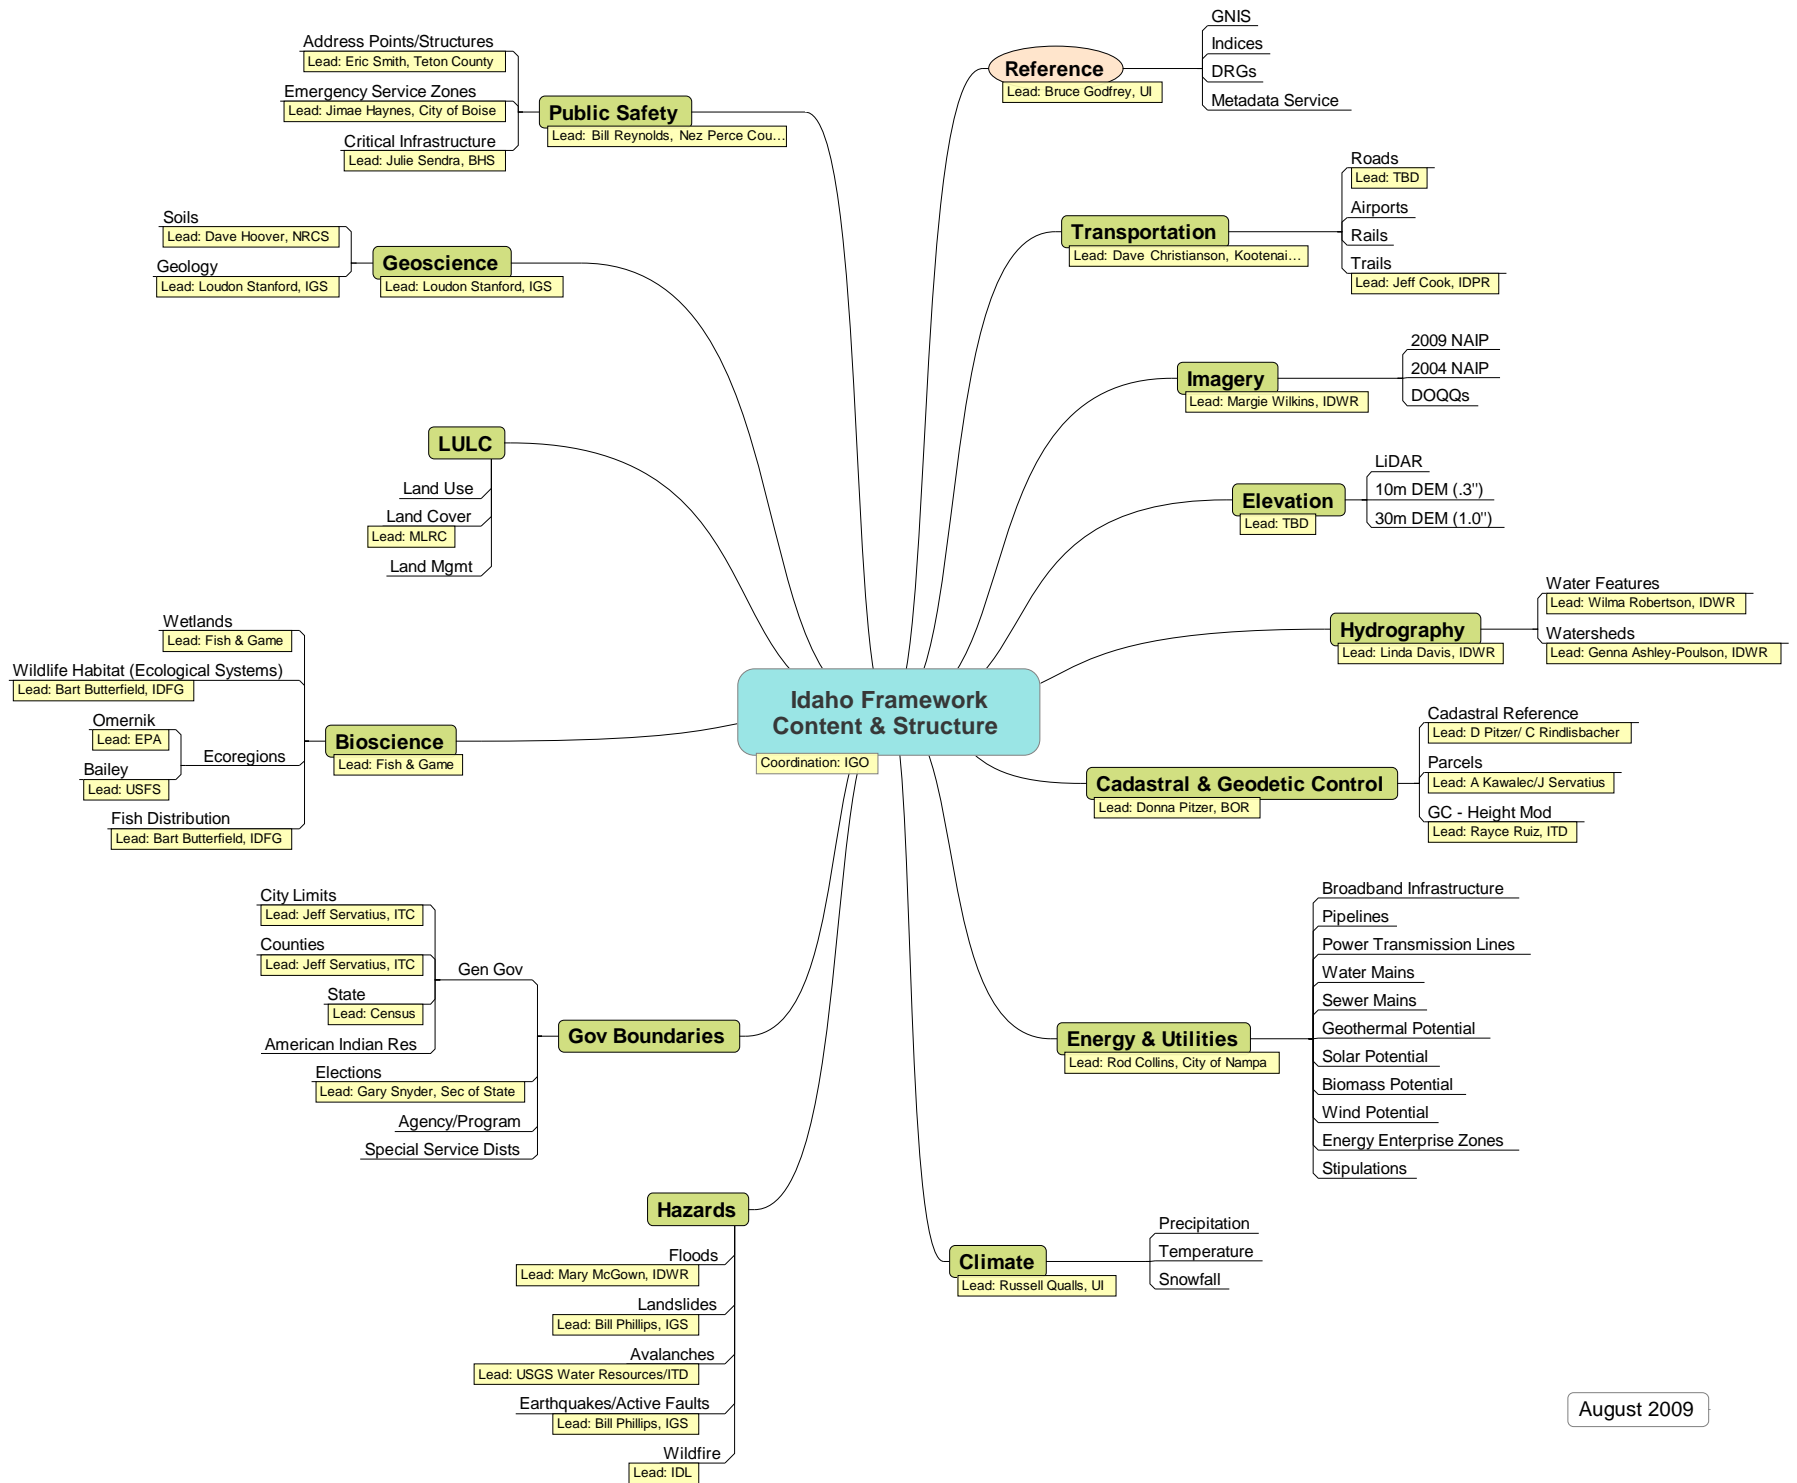 Idaho Framework
Content & Structure
Coordination: IGO
Reference
Lead: Bruce Godfrey, UI
GNIS
Indices
DRGs
Metadata Service
Transportation
Lead: Dave Christianson, Kootenai...
Roads
Lead: TBD
Airports
Rails
Trails
Lead: Jeff Cook, IDPR
Imagery
Lead: Margie Wilkins, IDWR
2009 NAIP
2004 NAIP
DOQQs
Elevation
Lead: TBD
LiDAR
10m DEM (.3")
30m DEM (1.0")
Hydrography
Lead: Linda Davis, IDWR
Water Features
Lead: Wilma Robertson, IDWR
Watersheds
Lead: Genna Ashley-Poulson, IDWR
Cadastral & Geodetic Control
Lead: Donna Pitzer, BOR
Cadastral Reference
Lead: D Pitzer/ C Rindlisbacher
Parcels
Lead: A Kawalec/J Servatius
GC - Height Mod
Lead: Rayce Ruiz, ITD
Energy & Utilities
Lead: Rod Collins, City of Nampa
Broadband Infrastructure
Pipelines
Power Transmission Lines
Water Mains
Sewer Mains
Geothermal Potential
Solar Potential
Biomass Potential
Wind Potential
Energy Enterprise Zones
Stipulations
Climate
Lead: Russell Qualls, UI
Precipitation
Temperature
Snowfall
Public Safety
Lead: Bill Reynolds, Nez Perce Cou...
Address Points/Structures
Lead: Eric Smith, Teton County
Emergency Service Zones
Lead: Jimae Haynes, City of Boise
Critical Infrastructure
Lead: Julie Sendra, BHS
Geoscience
Lead: Loudon Stanford, IGS
Soils
Lead: Dave Hoover, NRCS
Geology
Lead: Loudon Stanford, IGS
LULC
Land Use
Land Cover
Lead: MLRC
Land Mgmt
Bioscience
Lead: Fish & Game
Wetlands
Lead: Fish & Game
Wildlife Habitat (Ecological Systems)
Lead: Bart Butterfield, IDFG
Ecoregions
Omernik
Lead: EPA
Bailey
Lead: USFS
Fish Distribution
Lead: Bart Butterfield, IDFG
Gov Boundaries
Gen Gov
City Limits
Lead: Jeff Servatius, ITC
Counties
Lead: Jeff Servatius, ITC
State
Lead: Census
American Indian Res
Elections
Lead: Gary Snyder, Sec of State
Agency/Program
Special Service Dists
Hazards
Floods
Lead: Mary McGown, IDWR
Landslides
Lead: Bill Phillips, IGS
Avalanches
Lead: USGS Water Resources/ITD
Earthquakes/Active Faults
Lead: Bill Phillips, IGS
Wildfire
Lead: IDL
August 2009